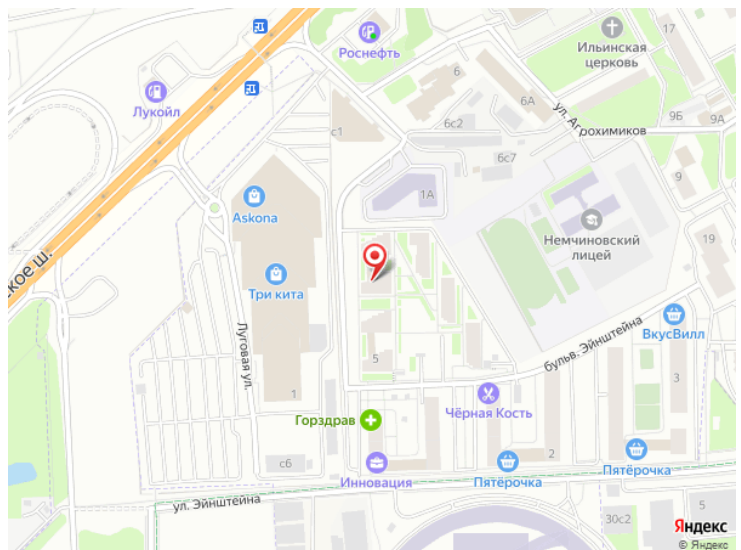 Роснефть
Ильинская
церковь
17
Лукойл
6
6А
ул. Агрохимиков
9Б
9А
с1
6с2
6с7
9
1А
Askona
Немчиновский
лицей
19
ское ш.
Три кита
Луговая ул.
бульв. Эйнштейна
ВкусВилл
5
3
1
Чёрная Кость
Горздрав
с6
Инновация
2
Пятёрочка
Пятёрочка
ул. Эйнштейна
30с2
5
Яндекс
© Яндекс